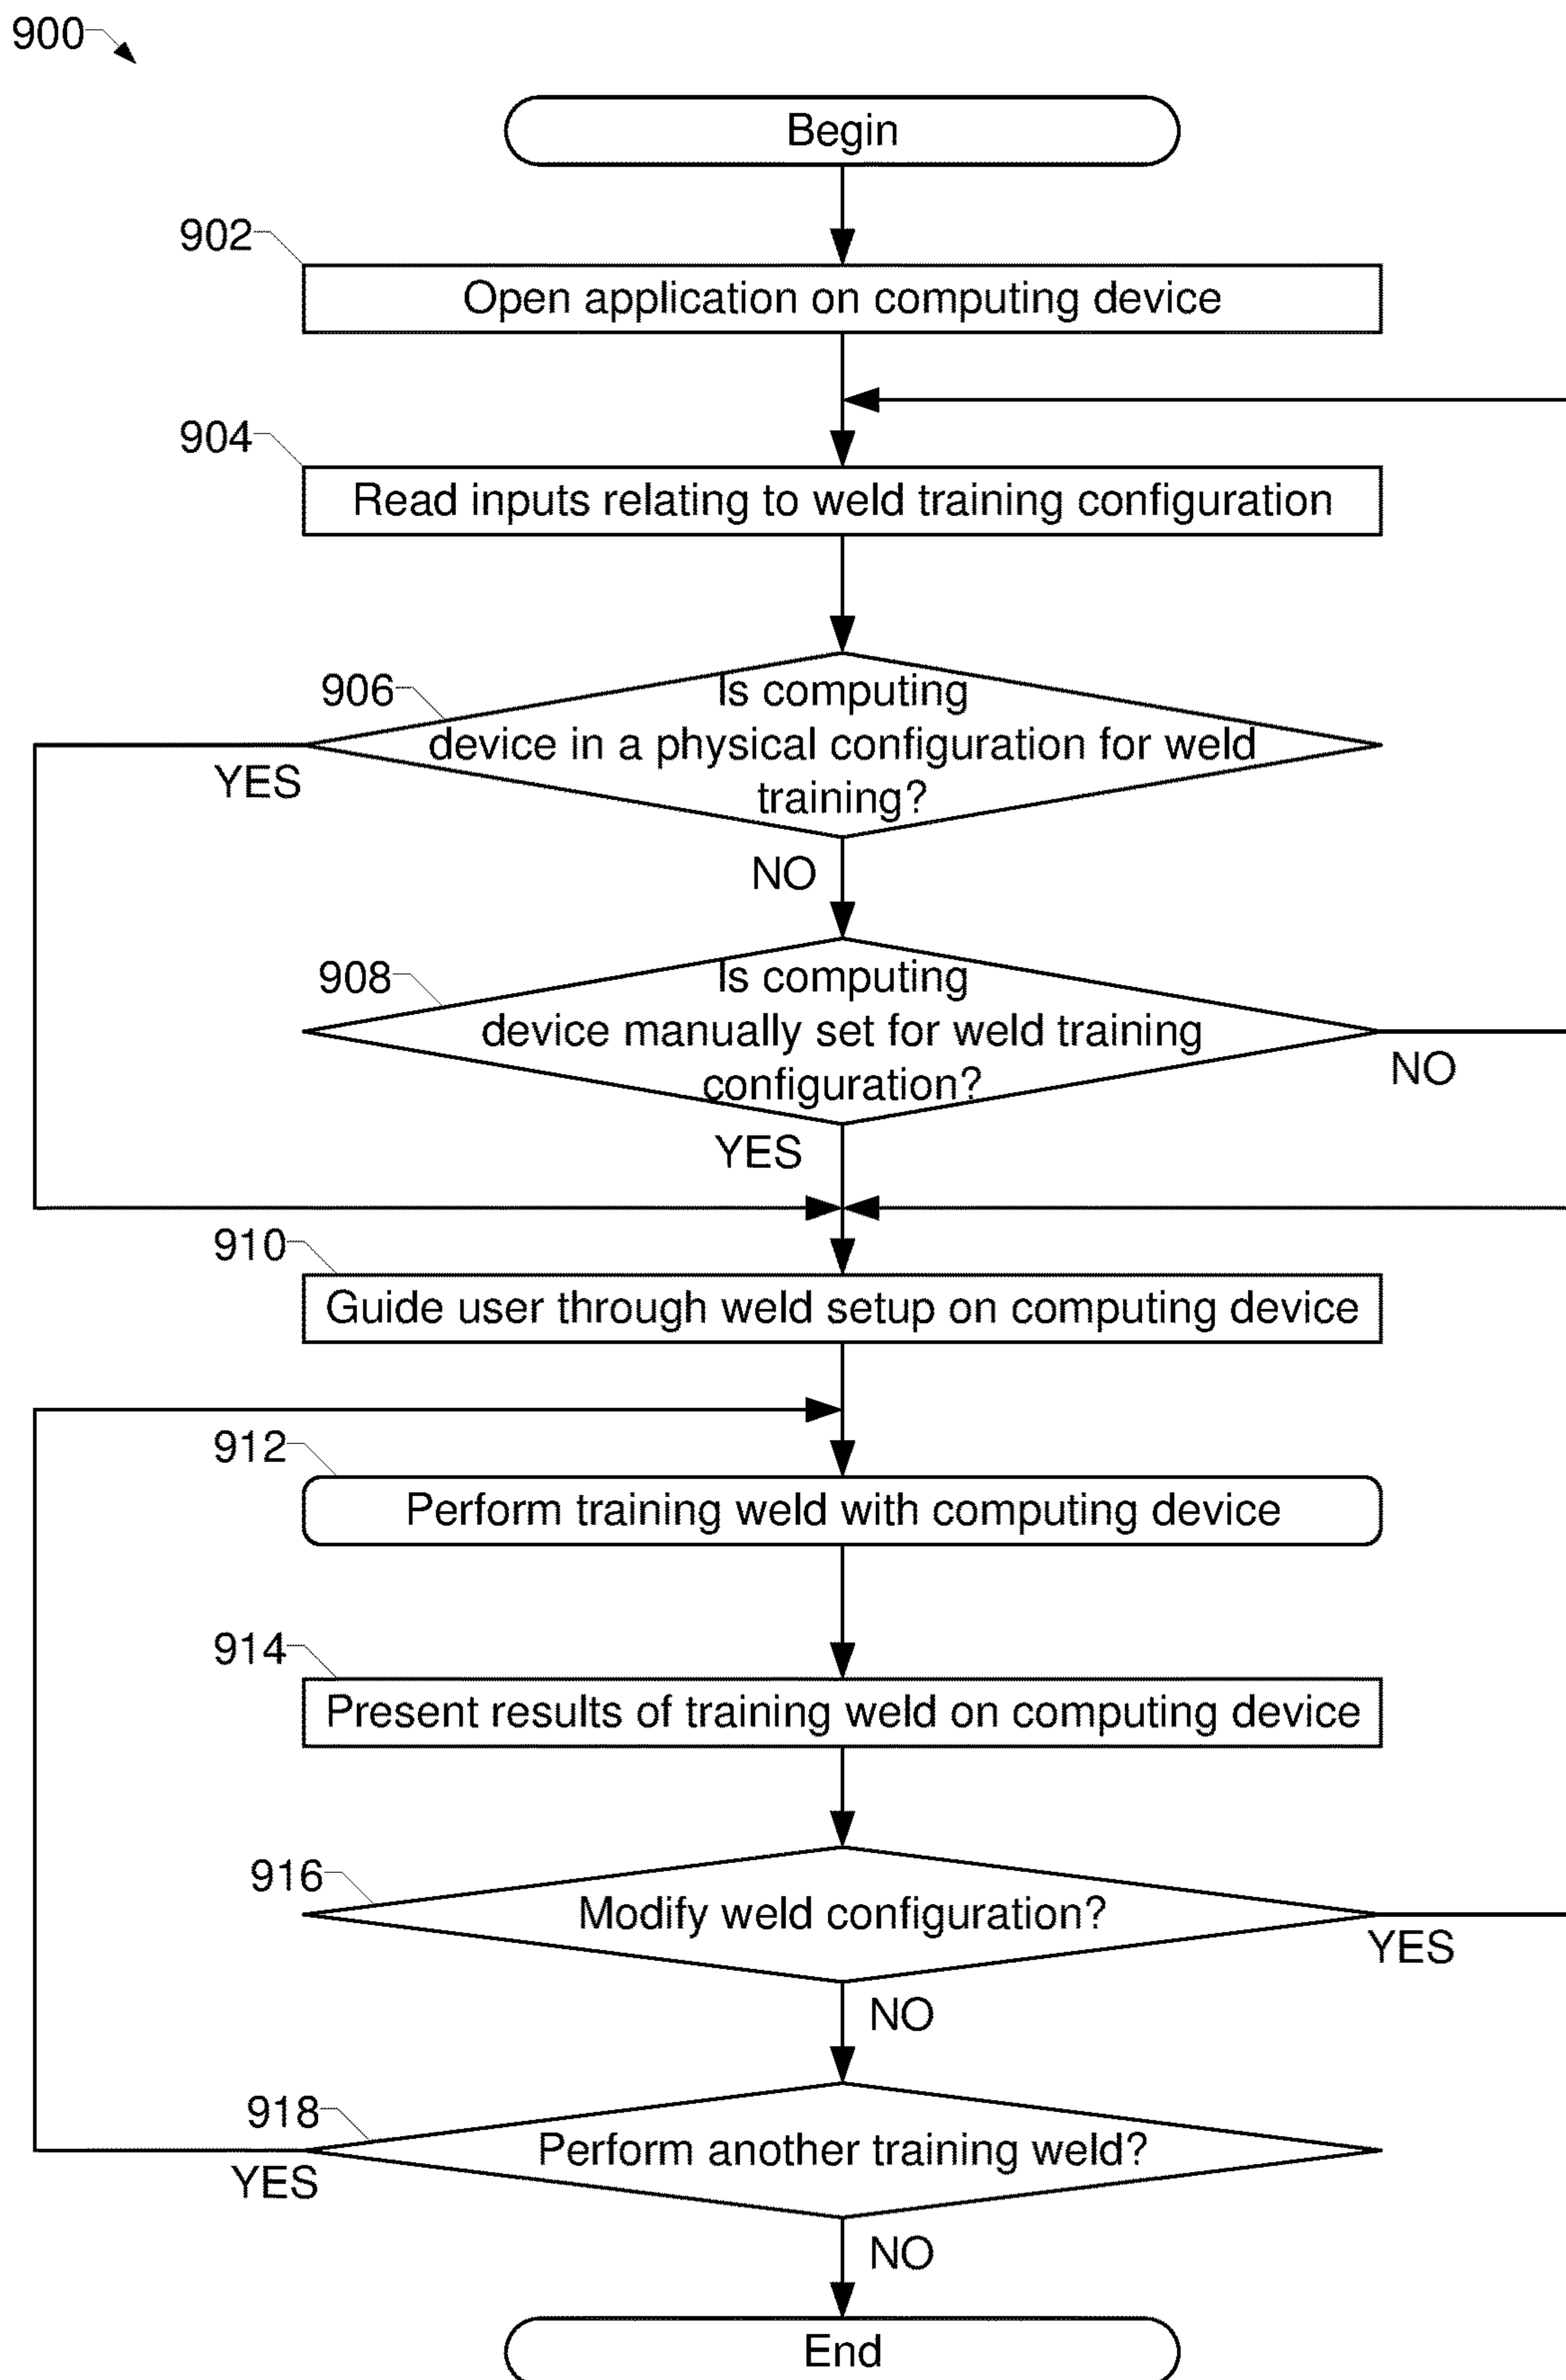 900
Begin
902
Open application on computing device
904
Read inputs relating to weld training configuration
906
Is computing
device in a physical configuration for weld
training?
YES
NO
908
Is computing
device manually set for weld training
configuration?
NO
YES
910
Guide user through weld setup on computing device
912
Perform training weld with computing device
914
Present results of training weld on computing device
916
Modify weld configuration?
YES
NO
918
Perform another training weld?
YES
NO
End